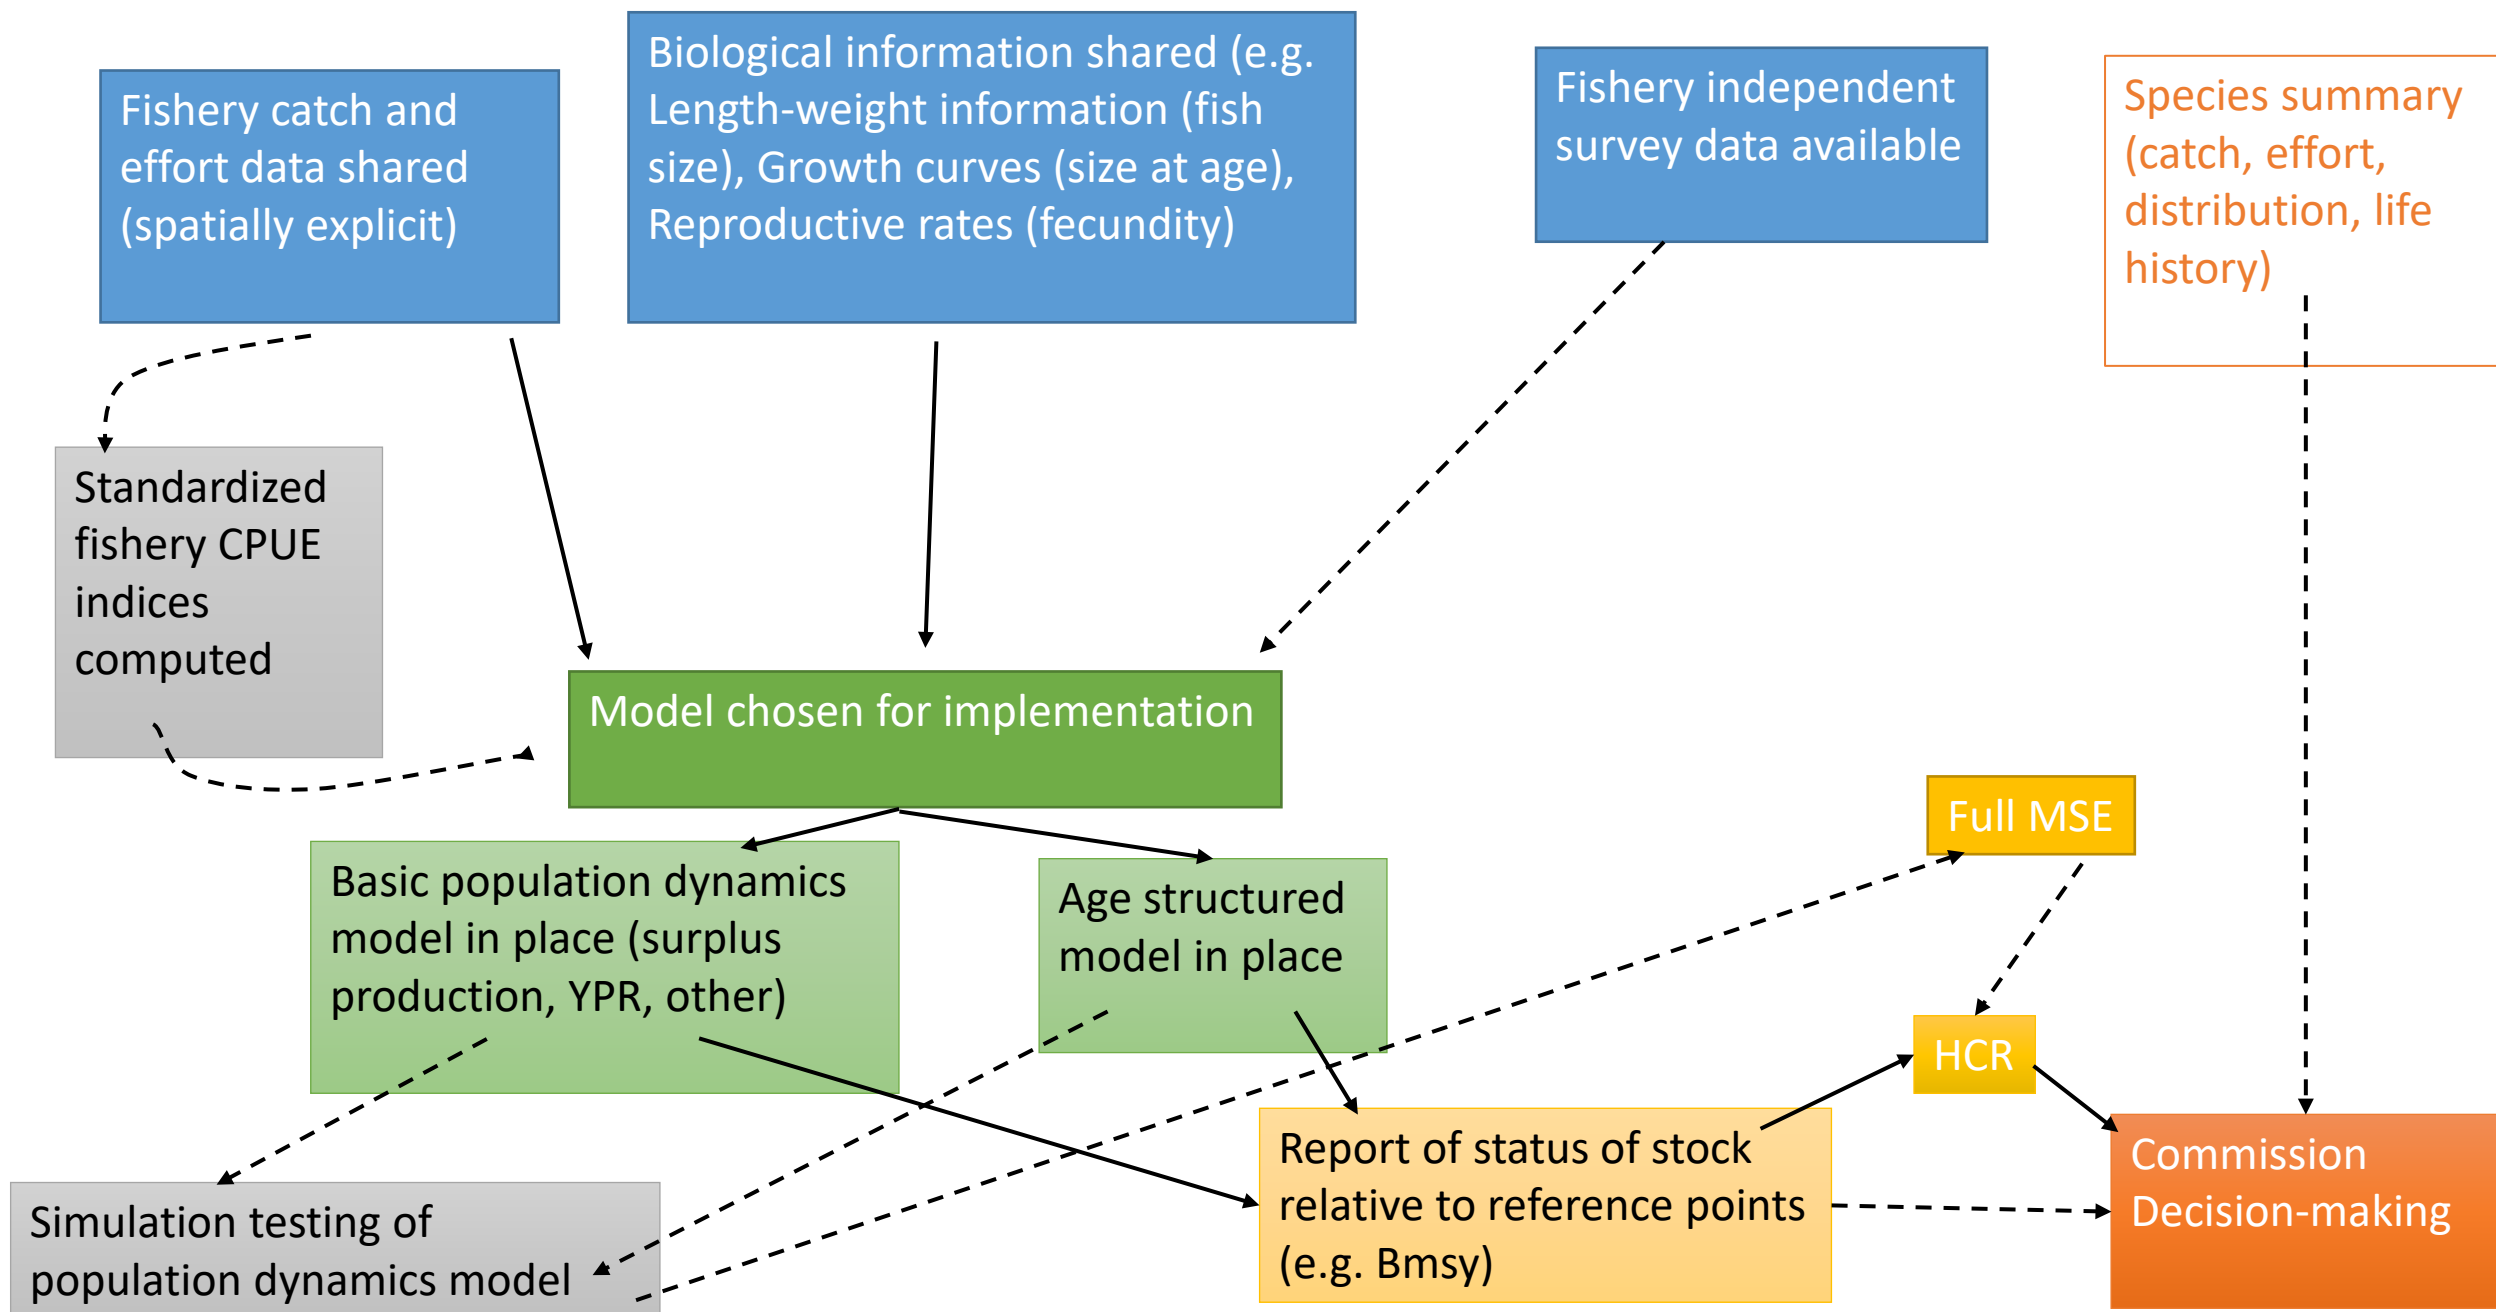 Fishery catch and
effort data shared
(spatially explicit)
Biological information shared (e.g.
Length-weight information (fish
size), Growth curves (size at age),
Reproductive rates (fecundity)
Fishery independent
survey data available
Species summary
(catch, effort,
distribution, life
history)
Standardized
fishery CPUE
indices
computed
Model chosen for implementation
Full MSE
Basic population dynamics
model in place (surplus
production, YPR, other)
Age structured
model in place
HCR
Report of status of stock
relative to reference points
(e.g. Bmsy)
Commission
Decision-making
Simulation testing of
population dynamics model